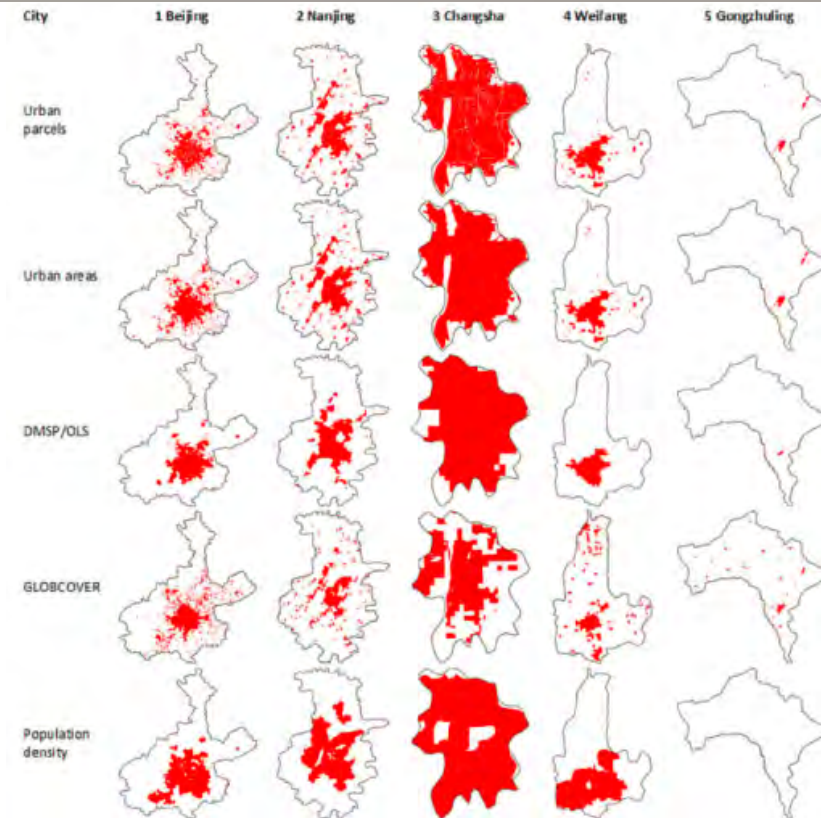 City 1 Beijing 2 Nanjing 3 Changsha 4 Weifang 5 Gongzhuling
Urban
parcels
Urban areas
DMSP/OLS
GLOBCOVER
Population
density